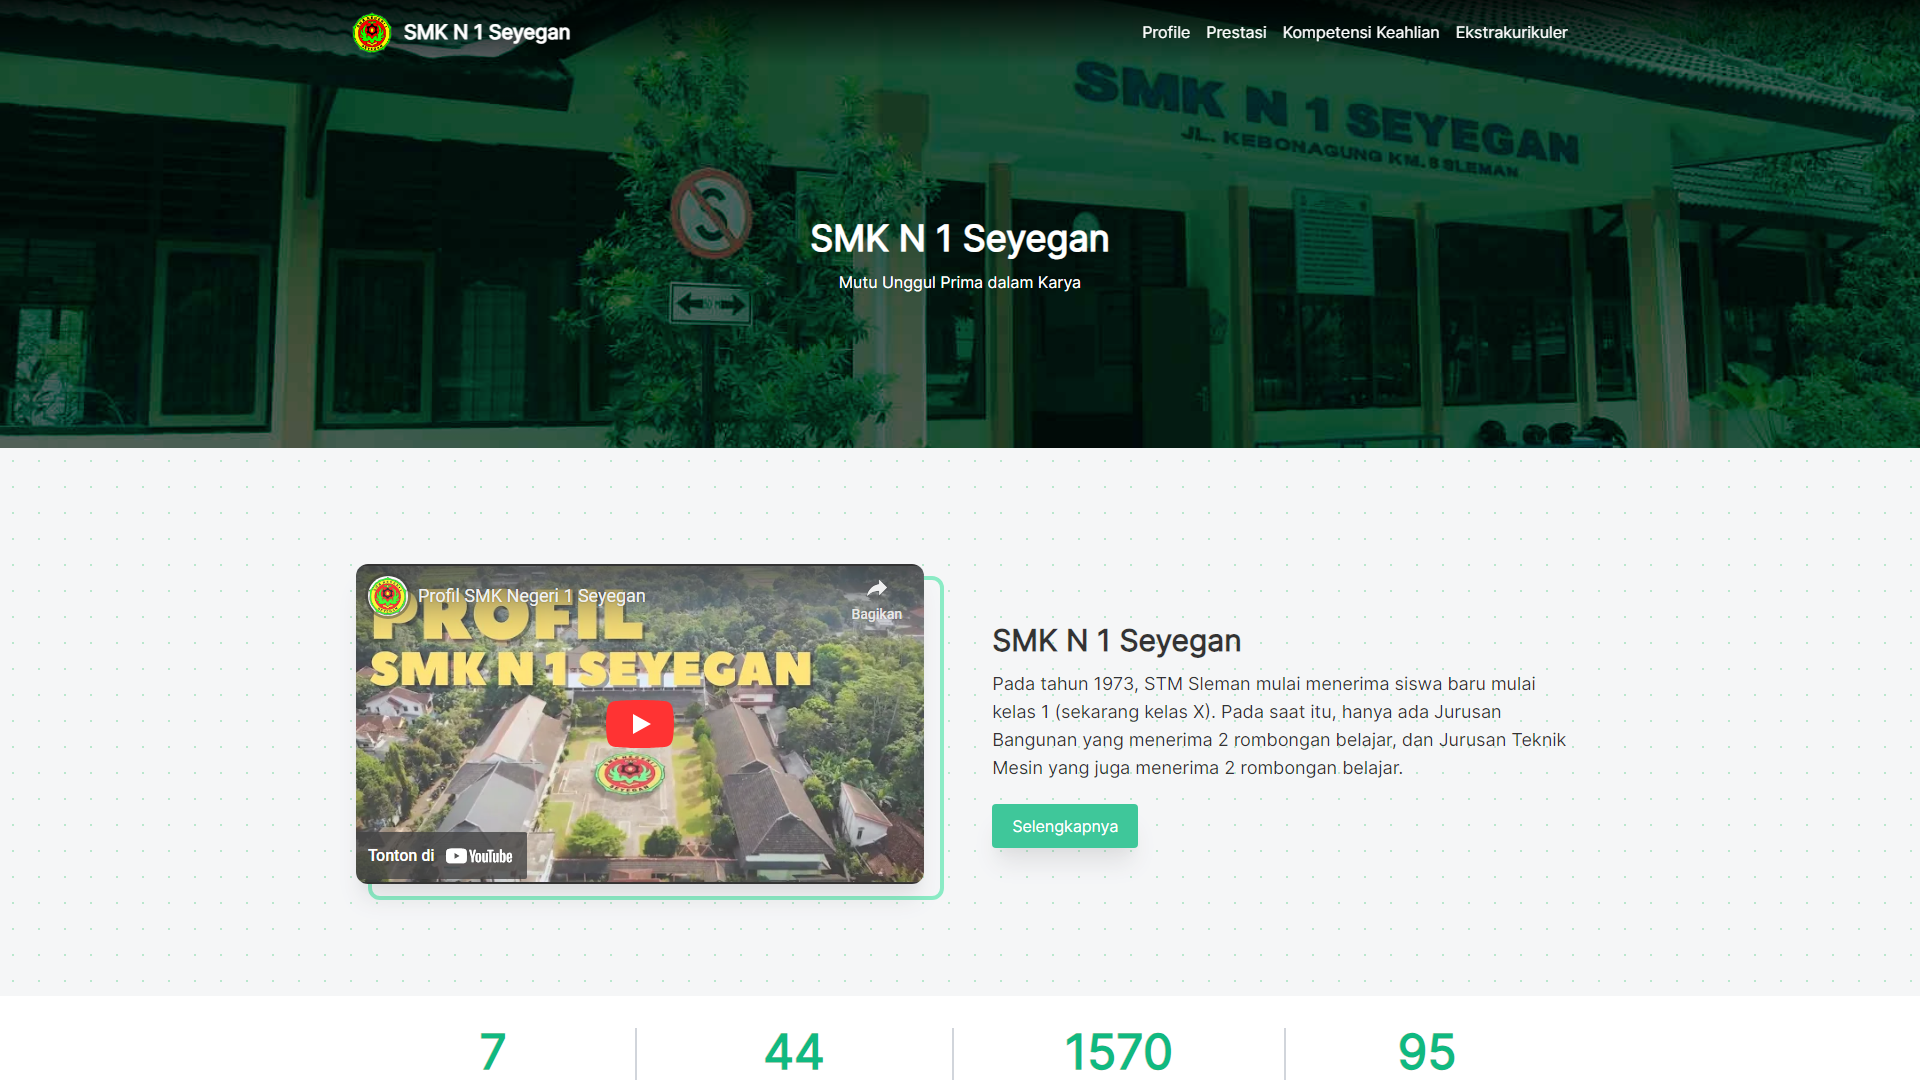 SMK N 1 Seyegan
Profile Prestasi Kompetensi Keahlian Ekstrakurikuler
SMK N 1 SEYEGAN
JL. KEBONAGUNG KM. 8 SLEMAN
S
50 M
SMK N 1 Seyegan
Mutu Unggul Prima dalam Karya
Profil SMK Negeri 1 Seyegan
Bagikan
PROFIL
SMK N 1 SEYEGAN
Tonton di YouTube
SMK N 1 Seyegan
Pada tahun 1973, STM Sleman mulai menerima siswa baru mulai
kelas 1 (sekarang kelas X). Pada saat itu, hanya ada Jurusan
Bangunan yang menerima 2 rombongan belajar, dan Jurusan Teknik
Mesin yang juga menerima 2 rombongan belajar.
Selengkapnya
7 44 1570 95